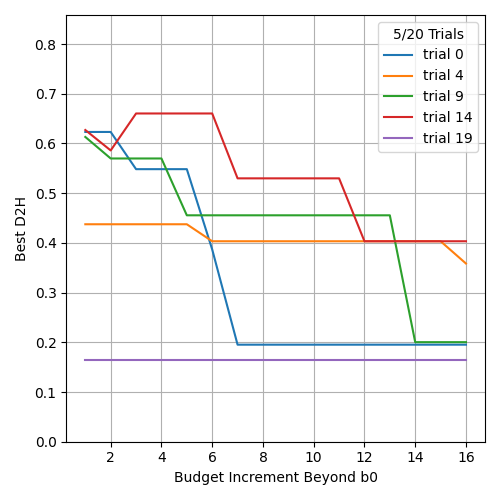 5/20 Trials
trial 0
trial 4
trial 9
trial 14
trial 19
Best D2H
0.8
0.7
0.6
0.5
0.4
0.3
0.2
0.1
0.0
2 4 6 8 10 12 14 16
Budget Increment Beyond b0